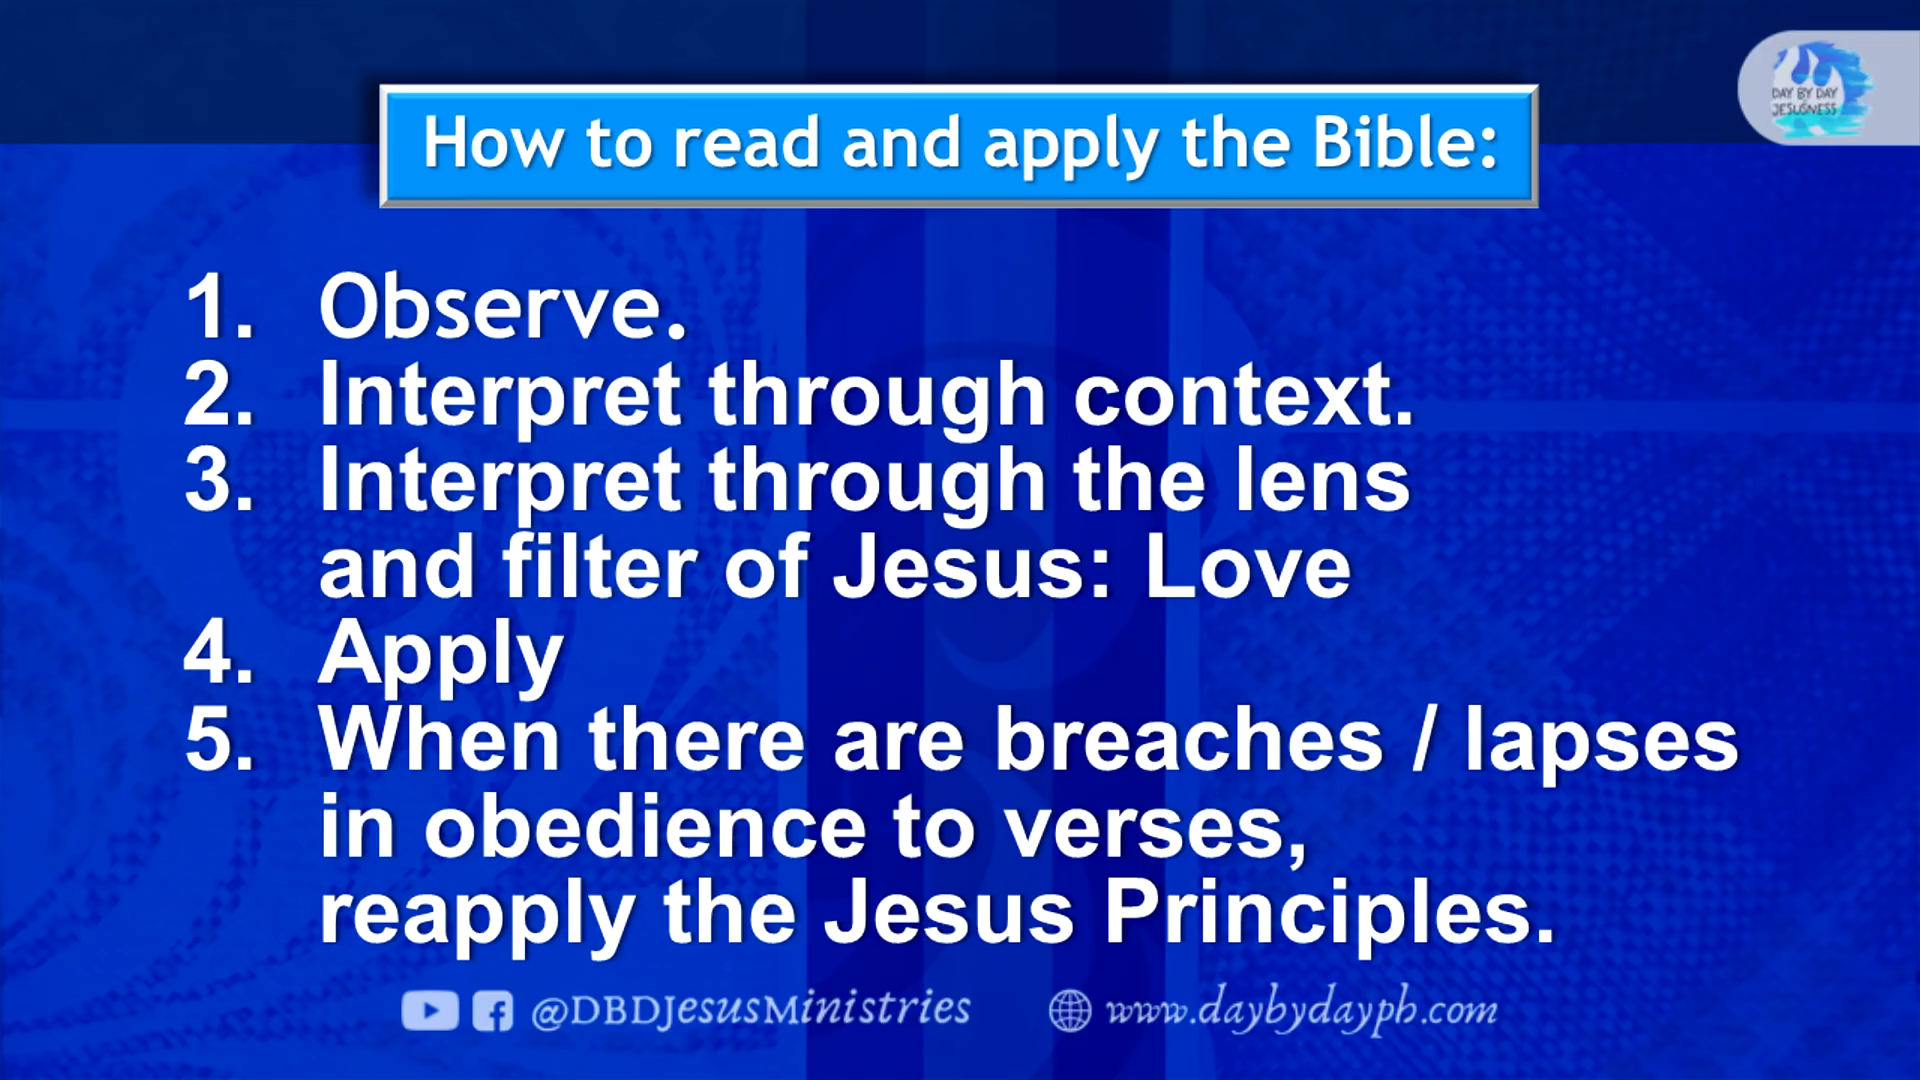 DAY BY DAY
JESUSNESS
How to read and apply the Bible:
1. Observe.
2. Interpret through context.
3. Interpret through the lens
and filter of Jesus: Love
4. Apply
5. When there are breaches / lapses
in obedience to verses,
reapply the Jesus Principles.
@DBDJesusMinistries www.daybydayph.com